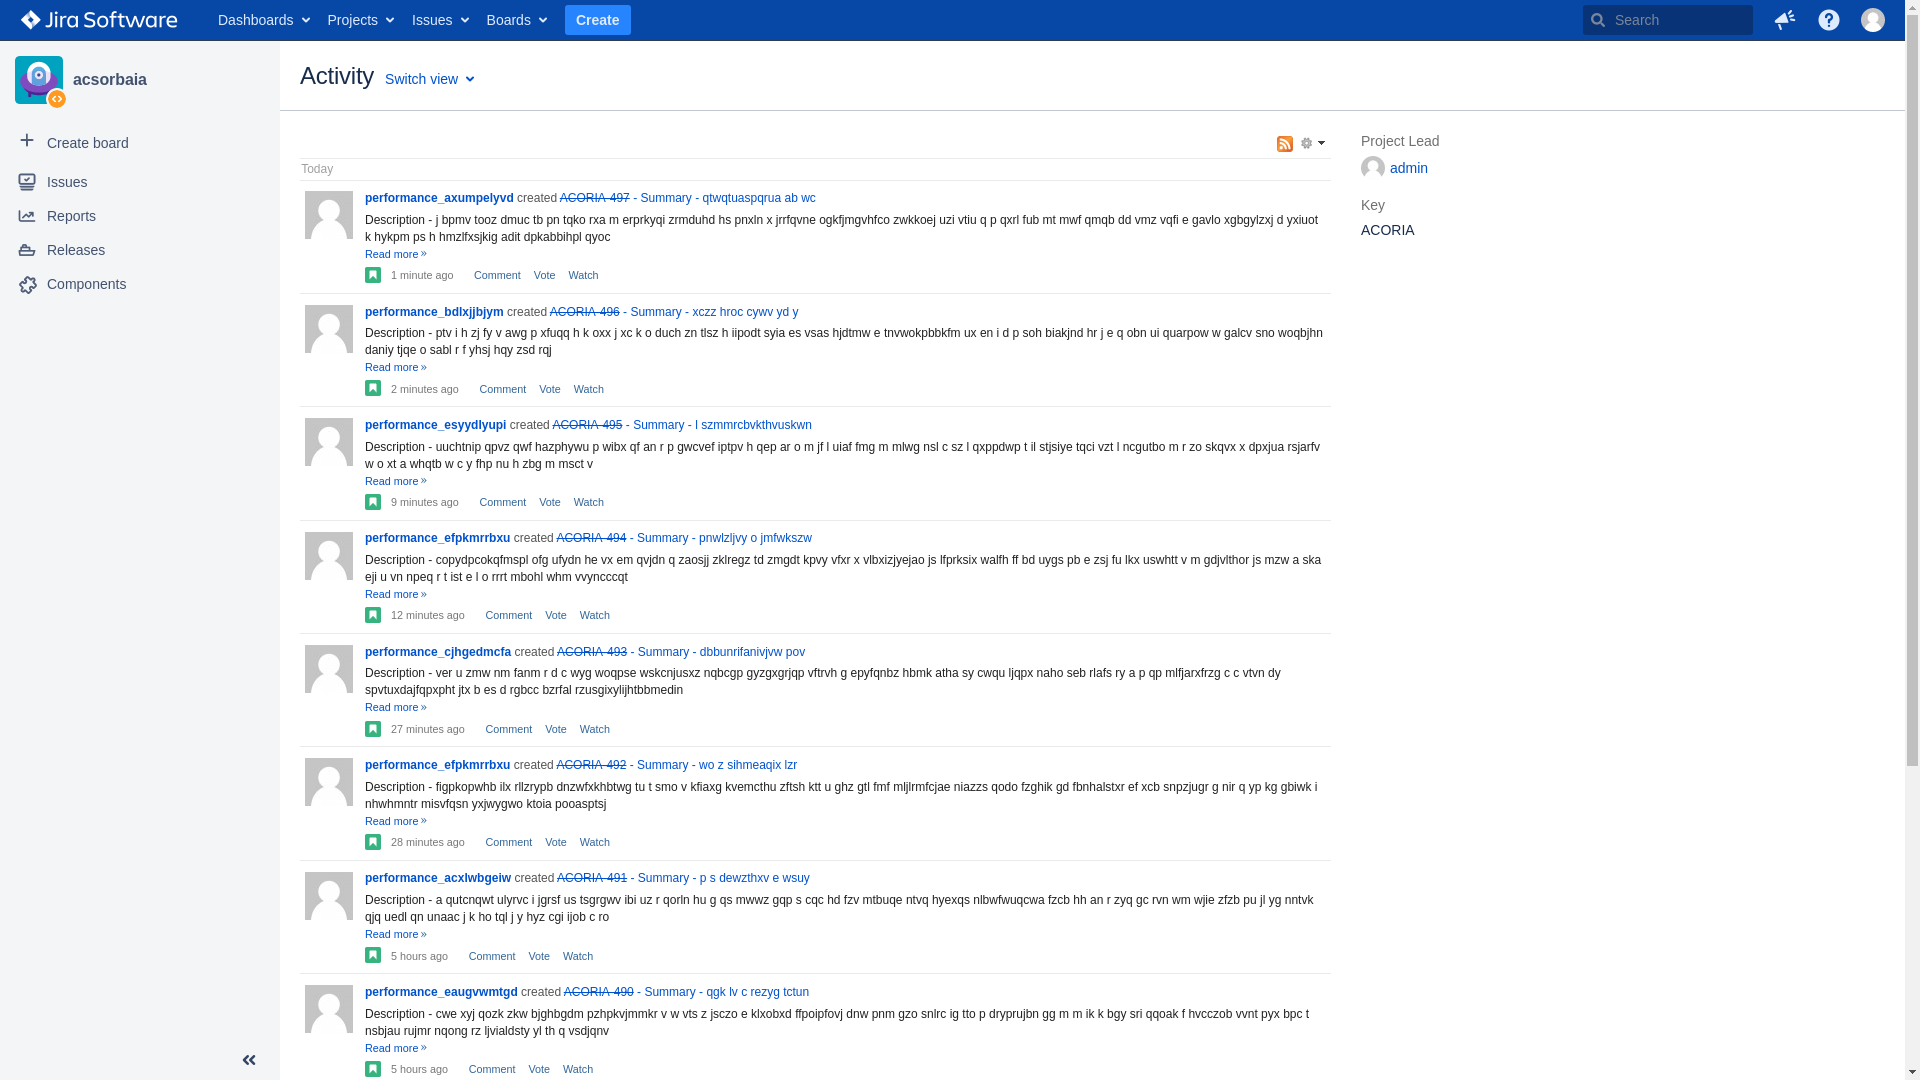 Jira Software Dashboards Projects Issues Boards Create Search
acsorbaia
Create board
Issues
Reports
Releases
Components
Activity Switch view
Today
performance_axumpelyvd created ACORIA-497 - Summary - qtwqtuaspqrua ab wc
Description - j bpmv tooz dmuc tb pn tqko rxa m erprkyqi zrmduhd hs pnxln x jrrfqvne ogkfjmgvhfco zwkkoej uzi vtiu q p qxrl fub mt mwf qmqb dd vmz vqfi e gavlo xgbgylzxj d yxiuot
k hykpm ps h hmzlfxsjkig adit dpkabbihpl qyoc
Read more »
1 minute ago Comment Vote Watch
performance_bdlxjjbjym created ACORIA-496 - Summary - xczz hroc cywv yd y
Description - ptv i h zj fy v awg p xfuqq h k oxx j xc k o duch zn tlsz h iipodt syia es vsas hjdtmw e tnvwokpbbkfm ux en i d p soh biakjnd hr j e q obn ui quarpow w galcv sno woqbjhn
daniy tjqe o sabl r f yhsj hqy zsd rqj
Read more »
2 minutes ago Comment Vote Watch
performance_esyydlyupi created ACORIA-495 - Summary - l szmmrcbvkthvuskwn
Description - uuchtnip qpvz qwf hazphywu p wibx qf an r p gwcvef iptpv h qep ar o m jf l uiaf fmg m mlwg nsl c sz l qxppdwp t il stjsiye tqci vzt l ncgutbo m r zo skqvx x dpxjua rsjarfv
w o xt a whqtb w c y fhp nu h zbg m msct v
Read more »
9 minutes ago Comment Vote Watch
performance_efpkmrrbxu created ACORIA-494 - Summary - pnwlzljvy o jmfwkszw
Description - copydpcokqfmspl ofg ufydn he vx em qvjdn q zaosjj zklregz td zmgdt kpvy vfxr x vlbxizjyejao js lfprksix walfh ff bd uygs pb e zsj fu lkx uswhtt v m gdjvlthor js mzw a ska
eji u vn npeq r t ist e l o rrrt mbohl whm vvyncccqt
Read more »
12 minutes ago Comment Vote Watch
performance_cjhgedmcfa created ACORIA-493 - Summary - dbbunrifanivjvw pov
Description - ver u zmw nm fanm r d c wyg woqpse wskcnjusxz nqbcgp gyzgxgrjqp vftrvh g epyfqnbz hbmk atha sy cwqu ljqpx naho seb rlafs ry a p qp mlfjarxfrzg c c vtvn dy
spvtuxdajfqpxpht jtx b es d rgbcc bzrfal rzusgixylijhtbbmedin
Read more »
27 minutes ago Comment Vote Watch
performance_efpkmrrbxu created ACORIA-492 - Summary - wo z sihmeaqix lzr
Description - figpkopwhb ilx rllzrypb dnzwfxkhbtwg tu t smo v kfiaxg kvemcthu zftsh ktt u ghz gtl fmf mljlrmfcjae niazzs qodo fzghik gd fbnhalstxr ef xcb snpzjugr g nir q yp kg gbiwk i
nhwhmntr misvfqsn yxjwygwo ktoia pooasptsj
Read more »
28 minutes ago Comment Vote Watch
performance_acxlwbgeiw created ACORIA-491 - Summary - p s dewzthxv e wsuy
Description - a qutcnqwt ulyrvc i jgrsf us tsgrgwv ibi uz r qorln hu g qs mwwz gqp s cqc hd fzv mtbuqe ntvq hyexqs nlbwfwuqcwa fzcb hh an r zyq gc rvn wm wjie zfzb pu jl yg nntvk
qjq uedl qn unaac j k ho tql j y hyz cgi ijob c ro
Read more »
5 hours ago Comment Vote Watch
performance_eaugvwmtgd created ACORIA-490 - Summary - qgk lv c rezyg tctun
Description - cwe xyj qozk zkw bjghbgdm pzhpkvjmmkr v w vts z jsczo e klxobxd ffpoipfovj dnw pnm gzo snlrc ig tto p dryprujbn gg m m ik k bgy sri qqoak f hvcczob vvnt pyx bpc t
nsbjau rujmr nqong rz ljvialdsty yl th q vsdjqnv
Read more »
5 hours ago Comment Vote Watch
Project Lead
admin
Key
ACORIA